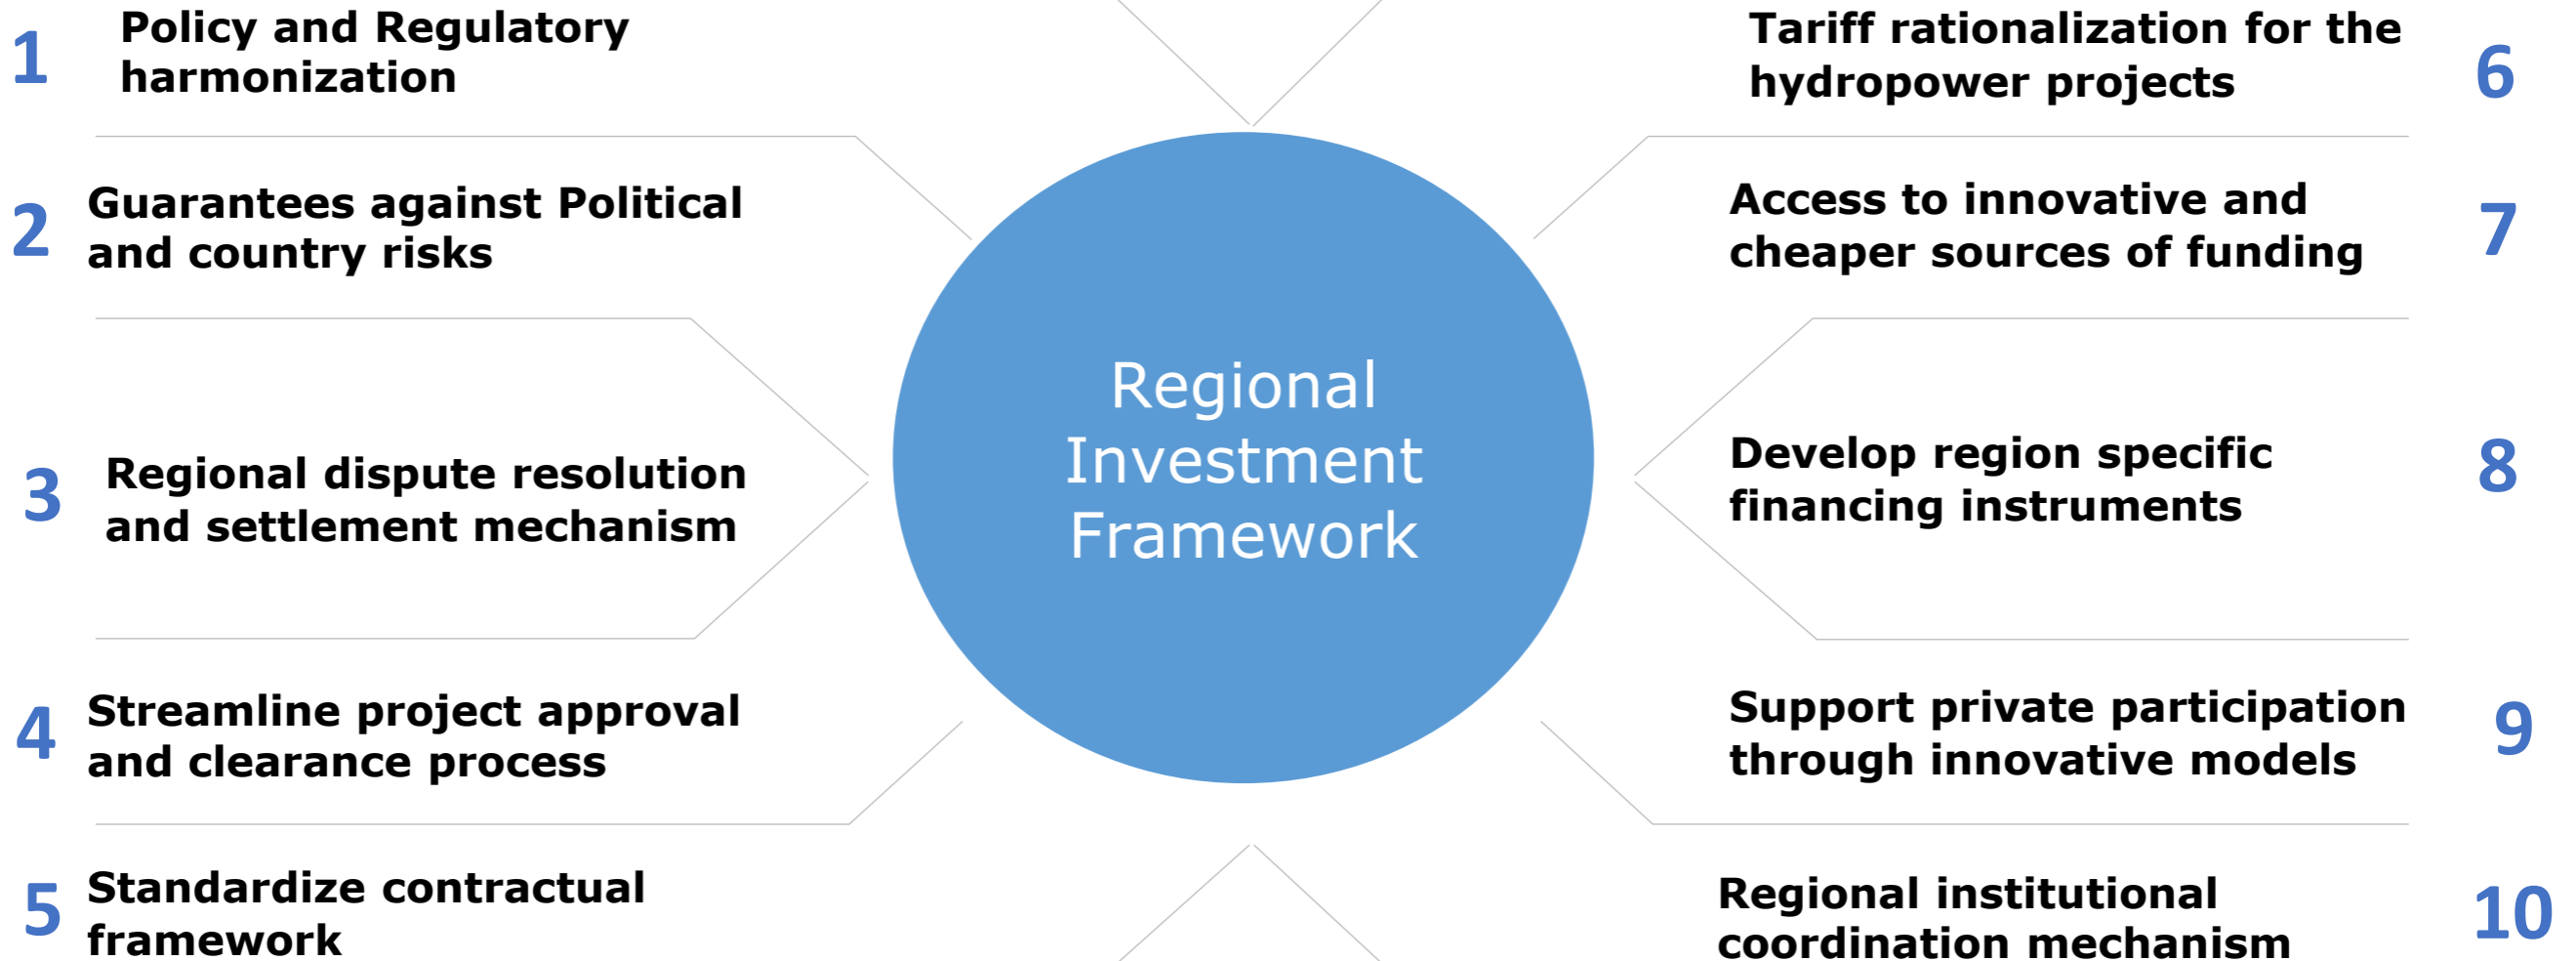 1
Policy and Regulatory
harmonization
2
Guarantees against Political
and country risks
3
Regional dispute resolution
and settlement mechanism
4
Streamline project approval
and clearance process
5
Standardize contractual
framework
Regional
Investment
Framework
Tariff rationalization for the
hydropower projects
6
Access to innovative and
cheaper sources of funding
7
Develop region specific
financing instruments
8
Support private participation
through innovative models
9
Regional institutional
coordination mechanism
10